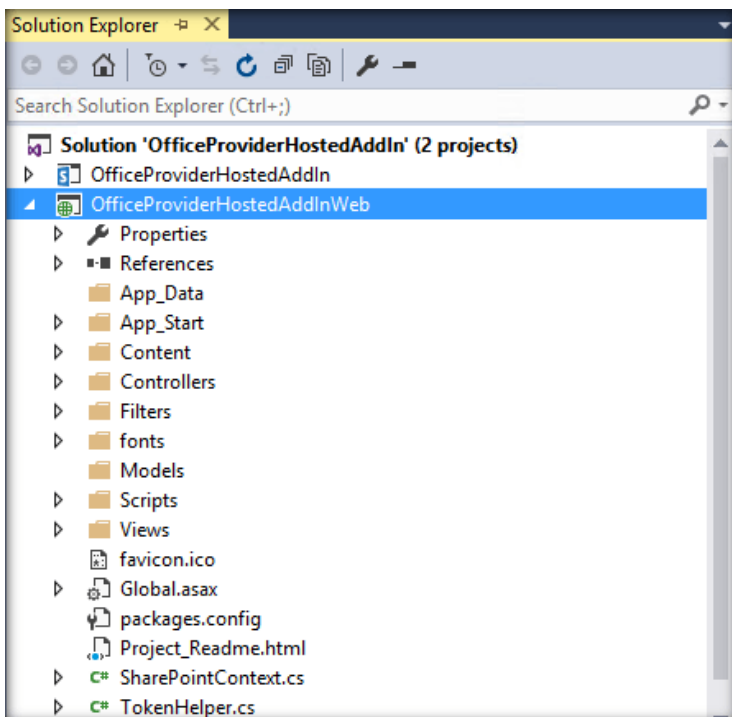 Solution Explorer
Search Solution Explorer (Ctrl+;)
Solution 'OfficeProviderHostedAddIn' (2 projects)
OfficeProviderHostedAddIn
OfficeProviderHostedAddInWeb
Properties
References
App_Data
App_Start
Content
Controllers
Filters
fonts
Models
Scripts
Views
favicon.ico
Global.asax
packages.config
Project_Readme.html
C# SharePointContext.cs
C# TokenHelper.cs